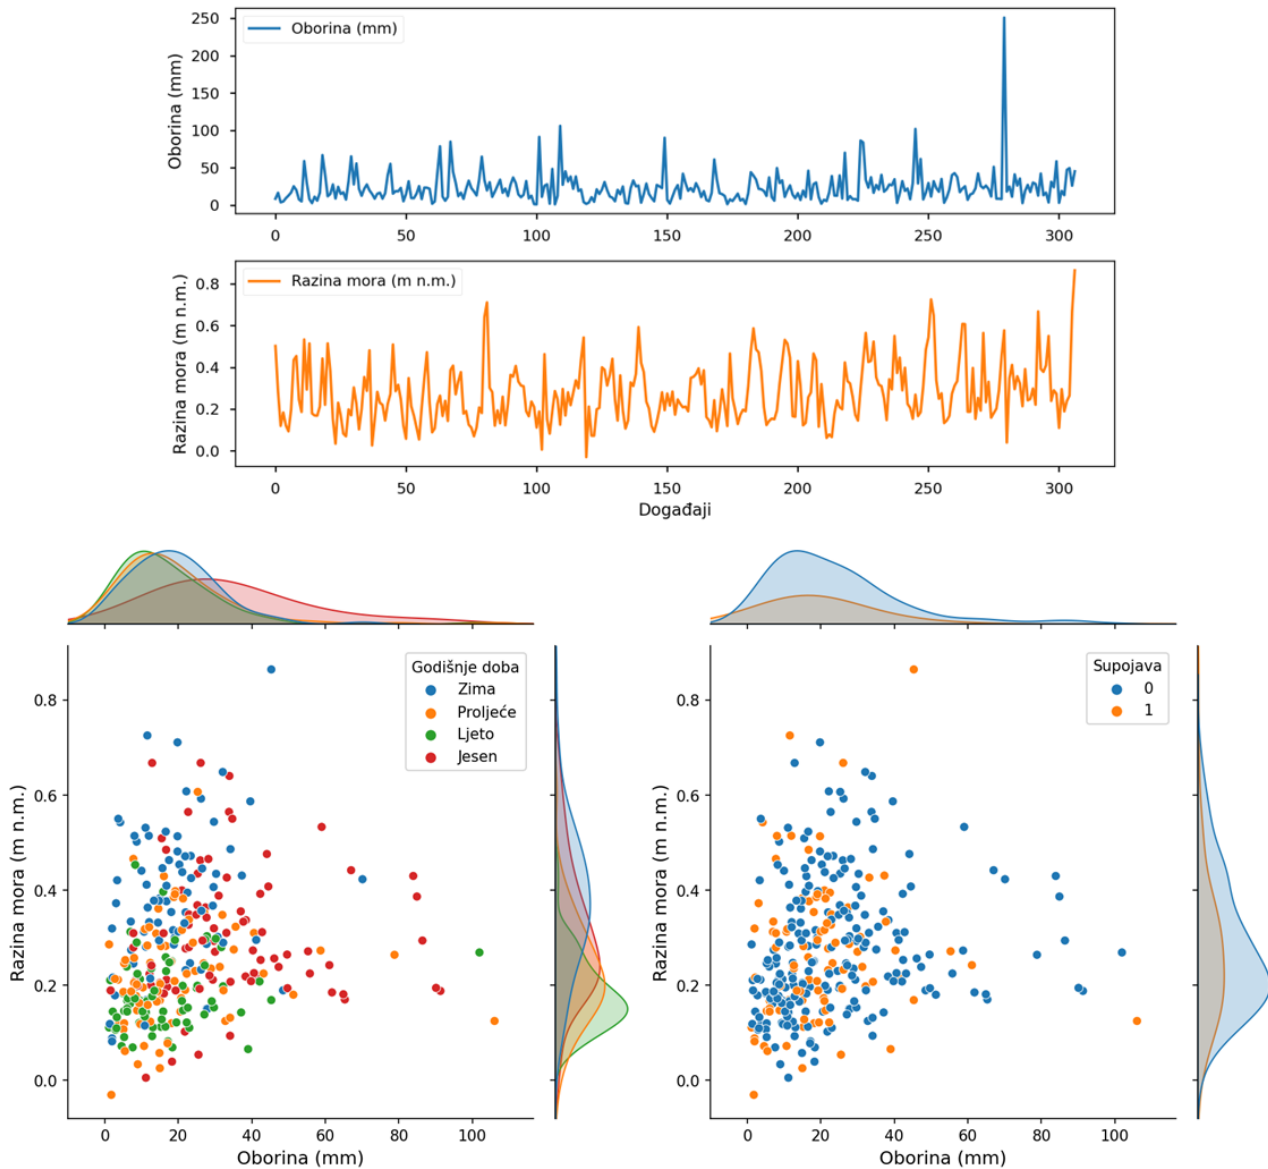 Oborina (mm)
Oborina (mm)
250
200
150
100
50
0
0 50 100 150 200 250 300
Razina mora (m n.m.)
Razina mora (m n.m.)
0.8
0.6
0.4
0.2
0.0
0 50 100 150 200 250 300
Događaji
Godišnje doba
Zima
Proljeće
Ljeto
Jesen
Razina mora (m n.m.)
0.8
0.6
0.4
0.2
0.0
0 20 40 60 80 100
Oborina (mm)
Supojava
0
1
Razina mora (m n.m.)
0.8
0.6
0.4
0.2
0.0
0 20 40 60 80 100
Oborina (mm)